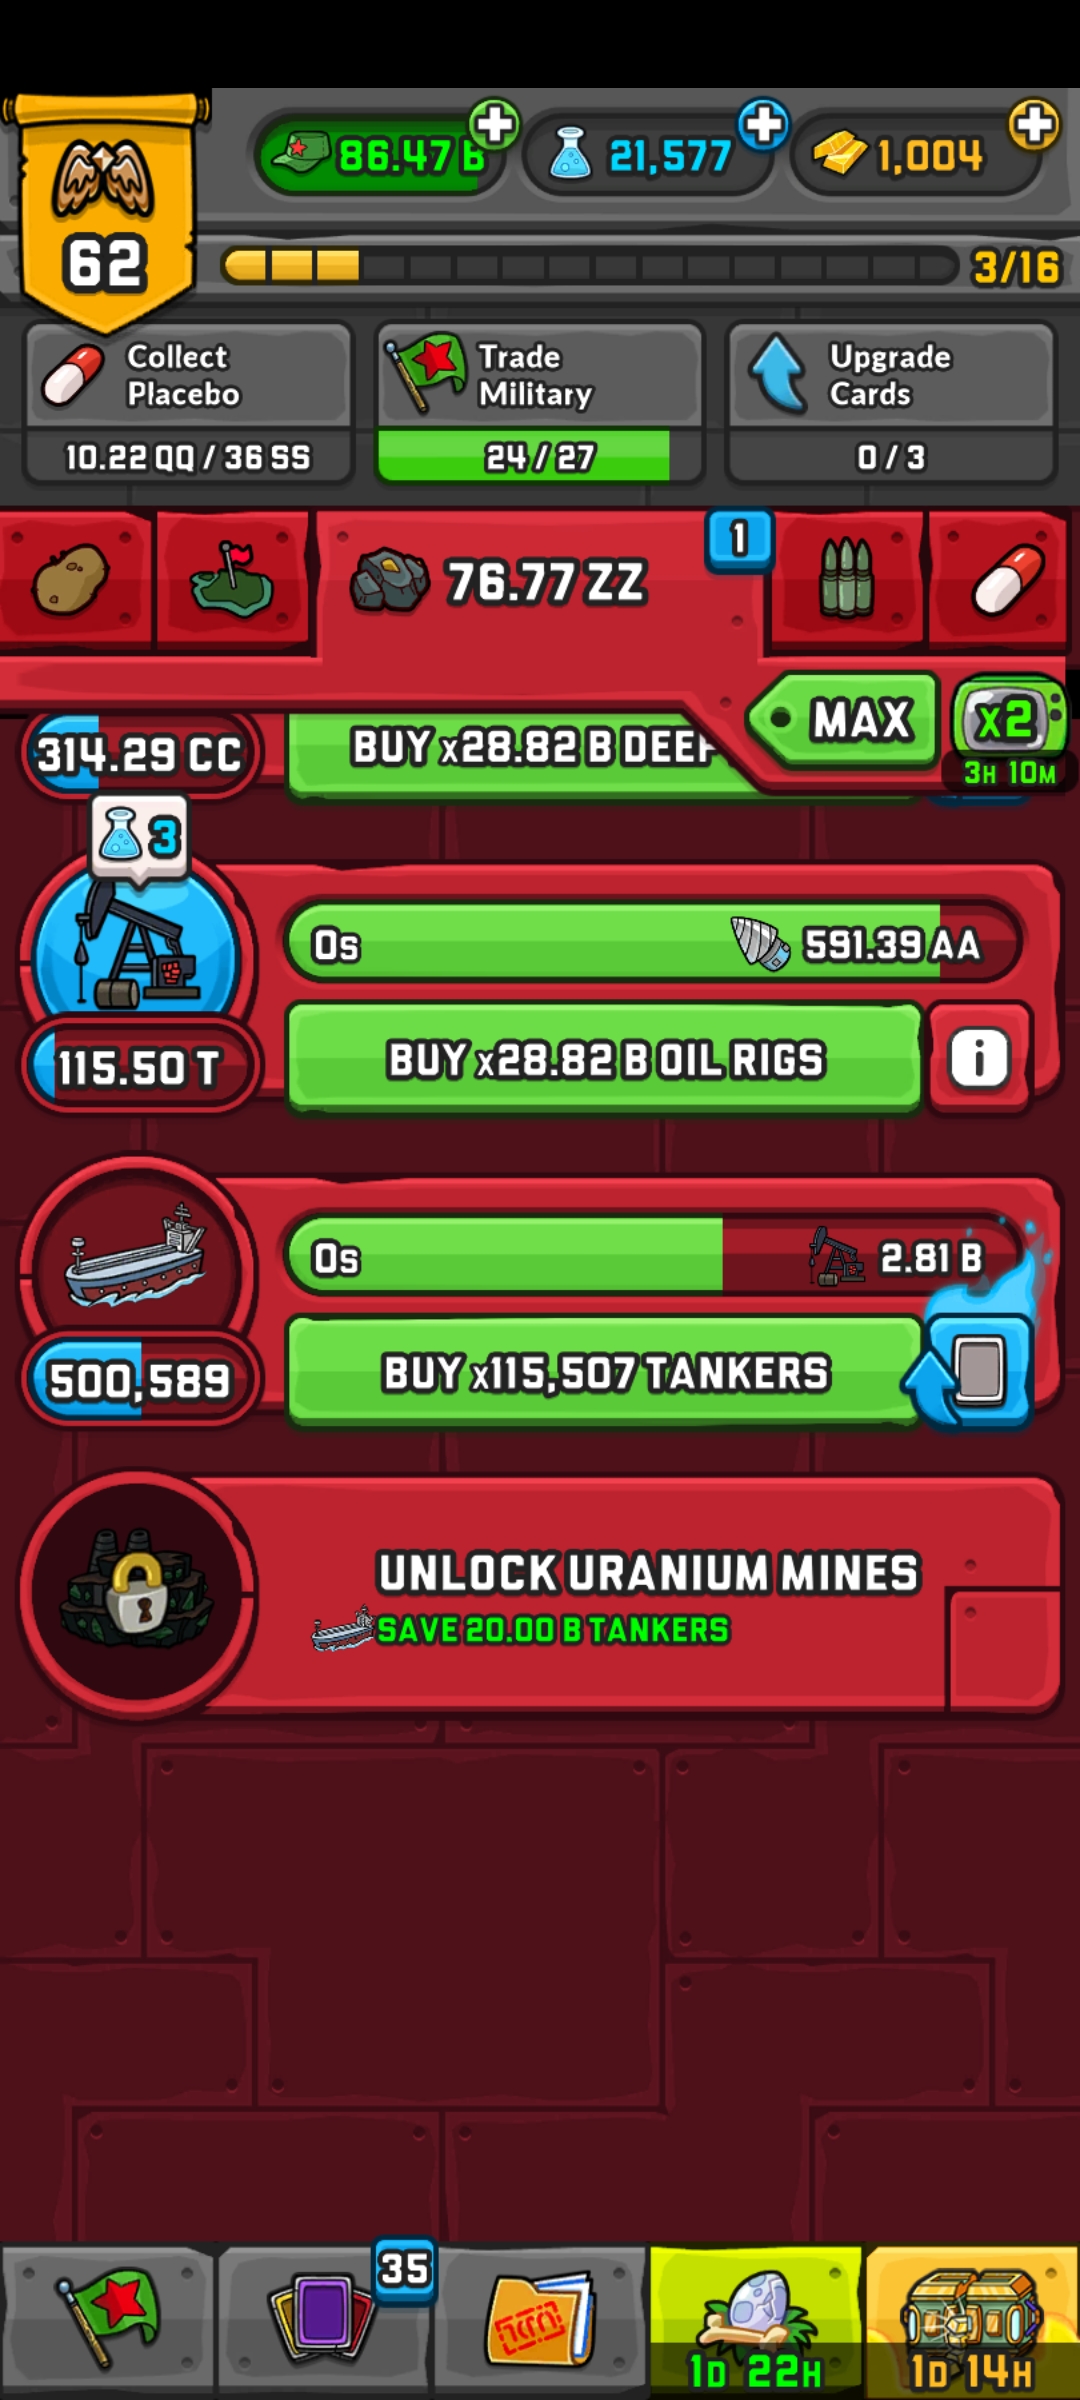 86.47 B
21,577
1,004
62
3/16
Collect
Placebo
10.22 QQ / 36 SS
Trade
Military
24 / 27
Upgrade
Cards
0 / 3
76.77 ZZ
1
MAX
x2
3H 10M
314.29 CC
BUY x28.82 B DEEP
3
0s
591.39 AA
115.50 T
BUY x28.82 B OIL RIGS
i
0s
2.81 B
500,589
BUY x115,507 TANKERS
UNLOCK URANIUM MINES
SAVE 20.00 B TANKERS
35
1D 22H
1D 14H